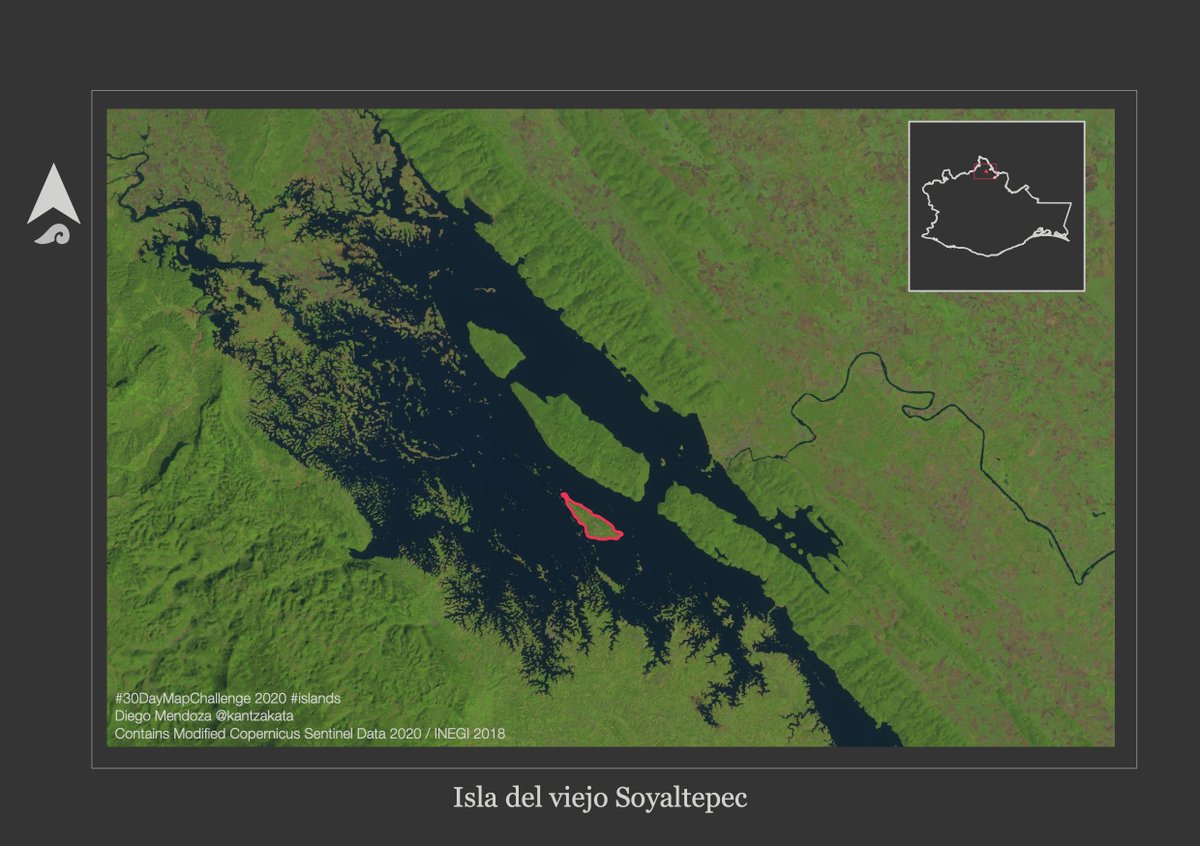 #30DayMapChallenge 2020 #islands
Diego Mendoza @kantzakata
Contains Modified Copernicus Sentinel Data 2020 / INEGI 2018
Isla del viejo Soyaltepec